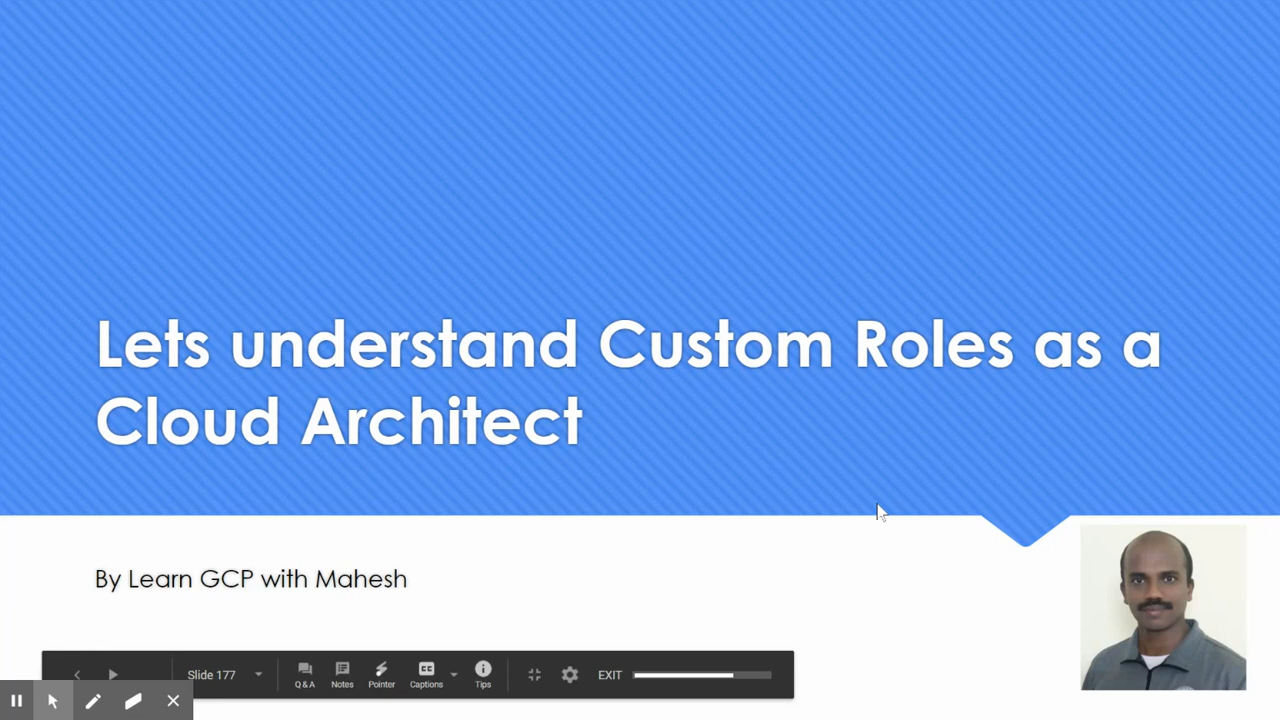 Lets understand Custom Roles as a
Cloud Architect
By Learn GCP with Mahesh
Slide 177
Q & A
Notes
Pointer
CC
Captions
Tips
EXIT